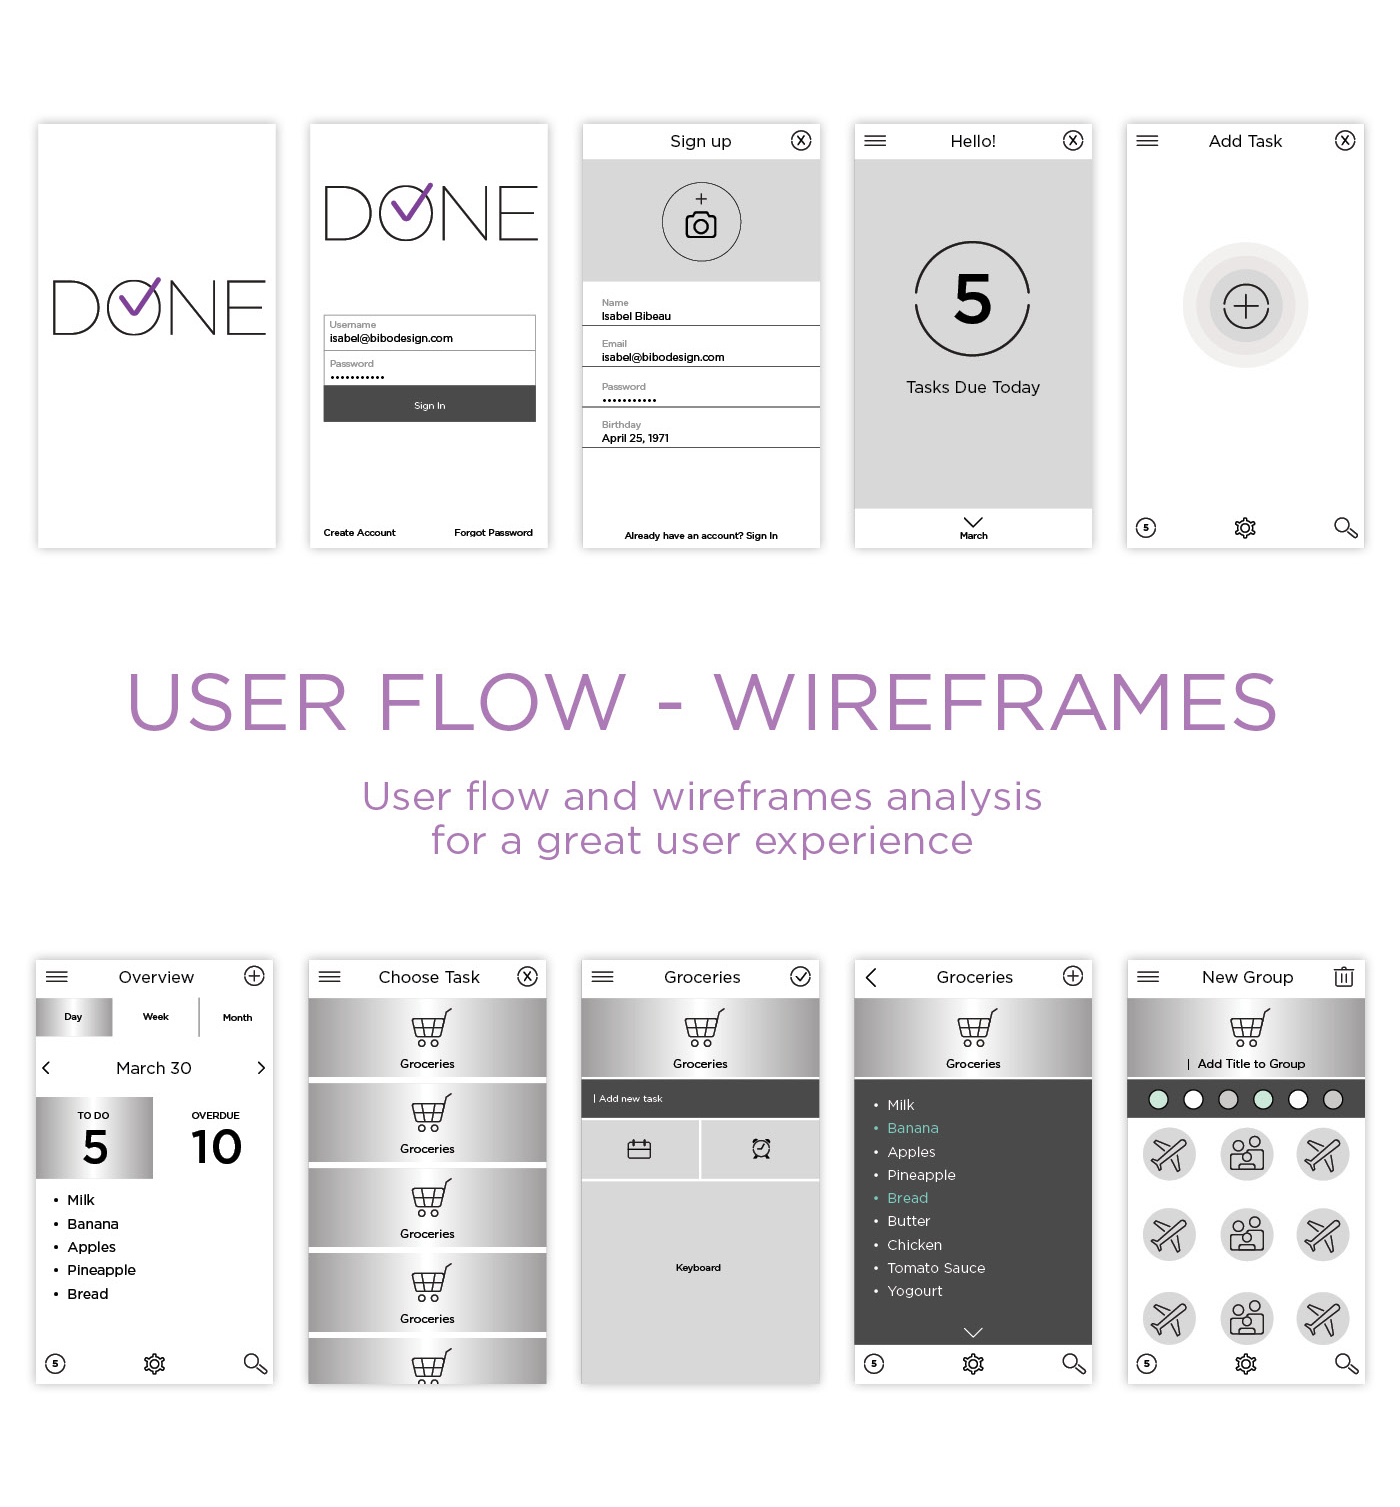 DONE
DONE
Username
isabel@bibodesign.com
Password
Sign In
Create Account
Forgot Password
Sign up
X
Name
Isabel Bibeau
Email
isabel@bibodesign.com
Password
Birthday
April 25, 1971
Already have an account? Sign In
Hello!
X
5
Tasks Due Today
March
Add Task
X
5
USER FLOW - WIREFRAMES
User flow and wireframes analysis
for a great user experience
Overview
Day
Week
Month
March 30
TO DO
5
OVERDUE
10
• Milk
• Banana
• Apples
• Pineapple
• Bread
5
Choose Task
X
Groceries
Groceries
Groceries
Groceries
Groceries
Groceries
| Add new task
Keyboard
Groceries
Groceries
• Milk
• Banana
• Apples
• Pineapple
• Bread
• Butter
• Chicken
• Tomato Sauce
• Yogourt
5
New Group
| Add Title to Group
5